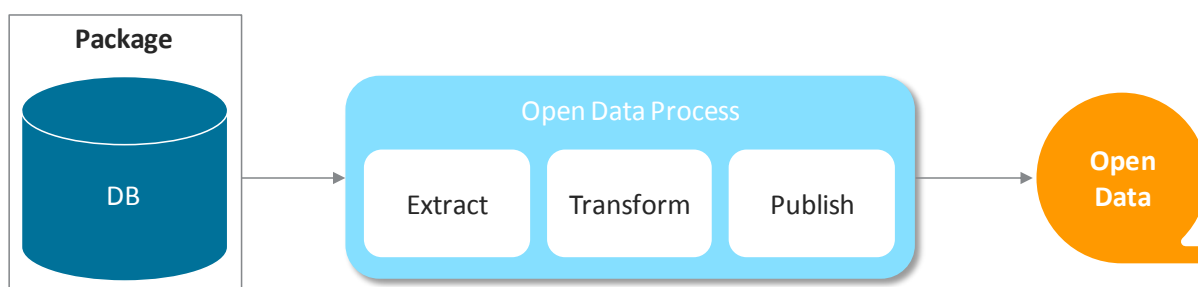 Package
DB
Open Data Process
Extract
Transform
Publish
Open
Data